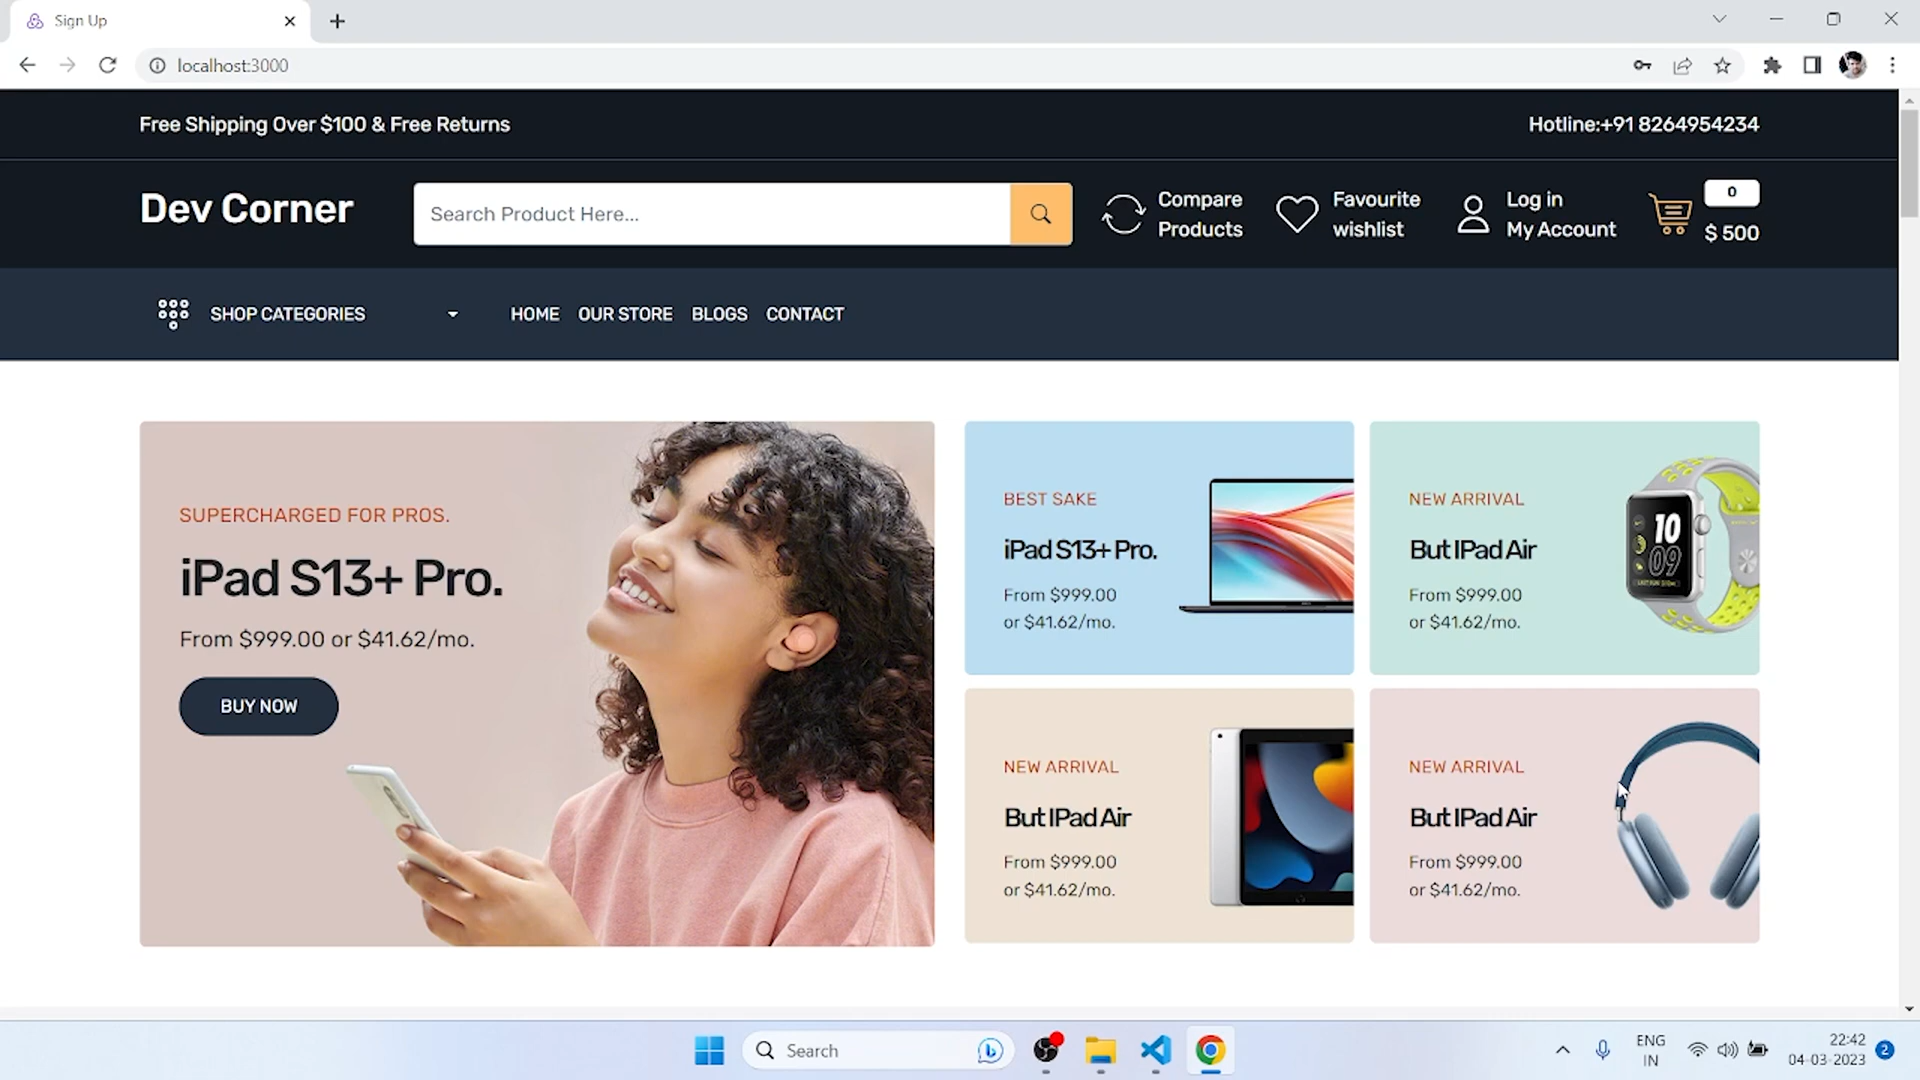 Sign Up
localhost:3000
Free Shipping Over $100 & Free Returns
Hotline:+91 8264954234
Dev Corner
Search Product Here...
Compare
Products
Favourite
wishlist
Log in
My Account
0
$ 500
SHOP CATEGORIES
HOME OUR STORE BLOGS CONTACT
SUPERCHARGED FOR PROS.
iPad S13+ Pro.
From $999.00 or $41.62/mo.
BUY NOW
BEST SAKE
iPad S13+ Pro.
From $999.00
or $41.62/mo.
NEW ARRIVAL
But IPad Air
From $999.00
or $41.62/mo.
10
09
NEW ARRIVAL
But IPad Air
From $999.00
or $41.62/mo.
NEW ARRIVAL
But IPad Air
From $999.00
or $41.62/mo.
Search
ENG
IN
22:42
04-03-2023
2